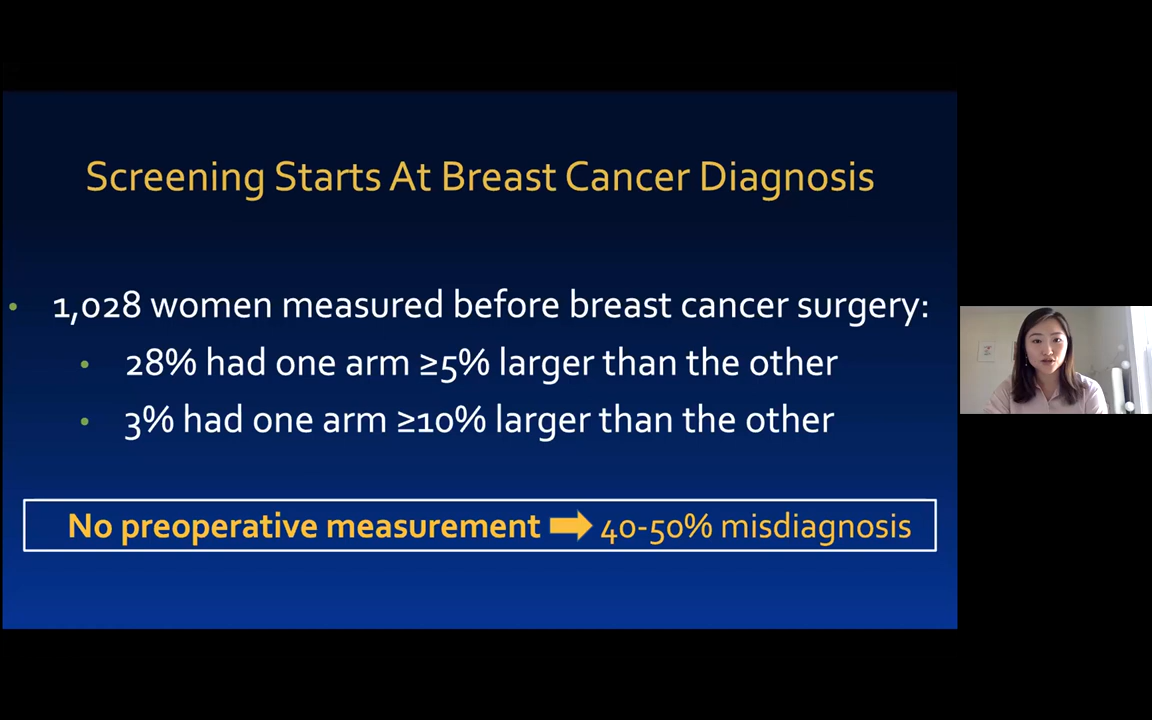 Screening Starts At Breast Cancer Diagnosis
• 1,028 women measured before breast cancer surgery:
• 28% had one arm ≥5% larger than the other
• 3% had one arm ≥10% larger than the other
No preoperative measurement ➡ 40-50% misdiagnosis